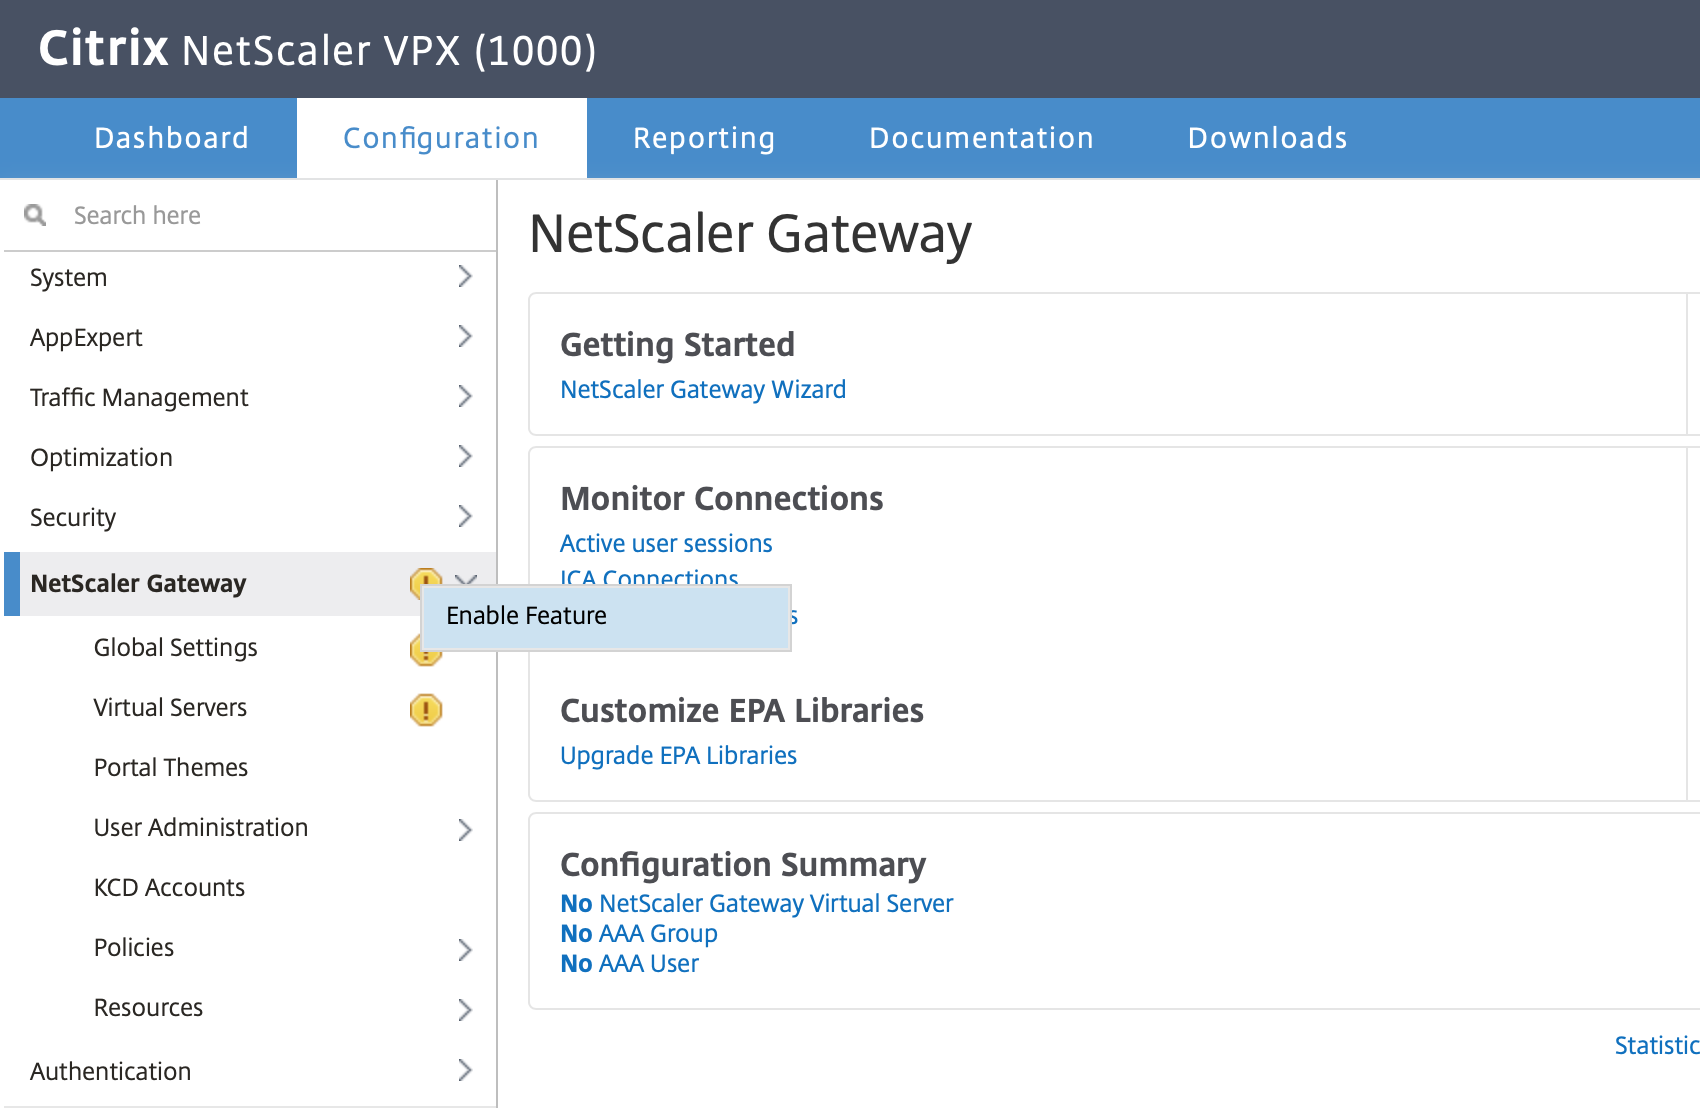 Citrix NetScaler VPX (1000)
Dashboard
Configuration
Reporting
Documentation
Downloads
Search here
System
AppExpert
Traffic Management
Optimization
Security
NetScaler Gateway
Enable Feature
Global Settings
Virtual Servers
Portal Themes
User Administration
KCD Accounts
Policies
Resources
Authentication
NetScaler Gateway
Getting Started
NetScaler Gateway Wizard
Monitor Connections
Active user sessions
ICA Connections
Customize EPA Libraries
Upgrade EPA Libraries
Configuration Summary
No NetScaler Gateway Virtual Server
No AAA Group
No AAA User
Statistic